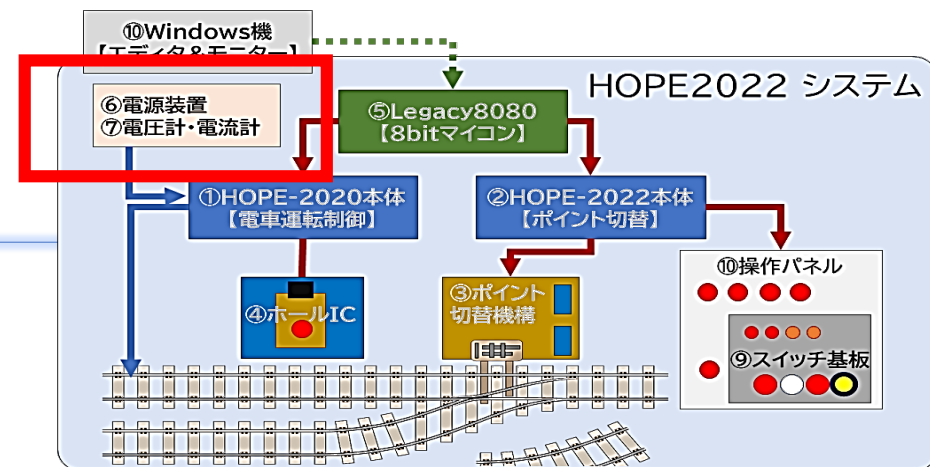 ⑩Windows機
【エディタ&モニター】
HOPE2022 システム
⑥電源装置
⑦電圧計・電流計
⑤Legacy8080
【8bitマイコン】
①HOPE-2020本体
【電車運転制御】
②HOPE-2022本体
【ポイント切替】
④ホールIC
③ポイント
切替機構
⑩操作パネル
⑨スイッチ基板